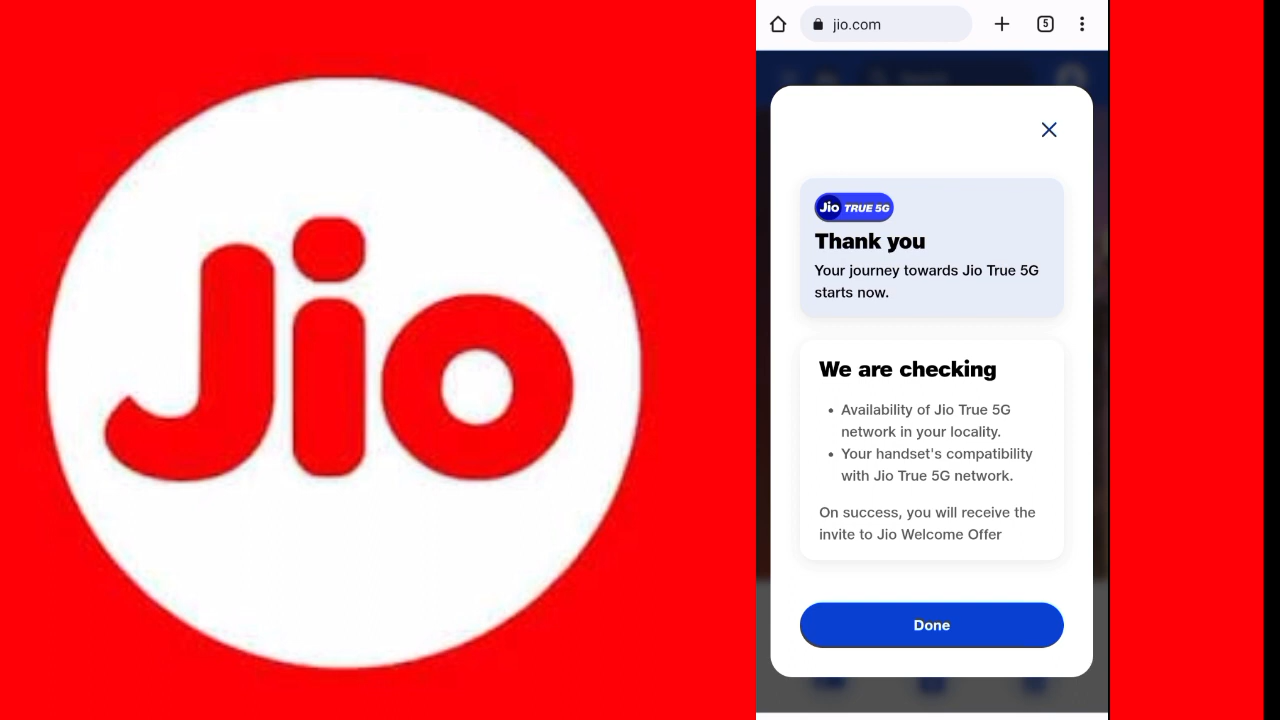 Jio
jio.com
5
Jio TRUE 5G
Thank you
Your journey towards Jio True 5G
starts now.
We are checking
• Availability of Jio True 5G
network in your locality.
• Your handset's compatibility
with Jio True 5G network.
On success, you will receive the
invite to Jio Welcome Offer
Done